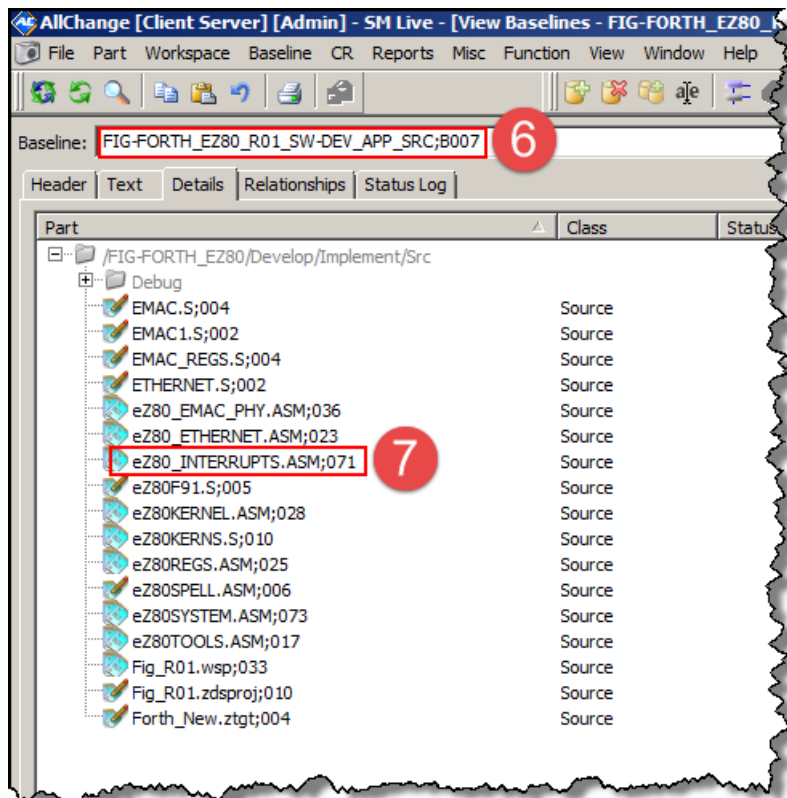 AllChange [Client Server] [Admin] - SM Live - [View Baselines - FIG-FORTH_EZ80_
File Part Workspace Baseline CR Reports Misc Function View Window Help
Baseline: FIG-FORTH_EZ80_R01_SW-DEV_APP_SRC;B007 6
Header Text Details Relationships Status Log
Part Class Status
/FIG-FORTH_EZ80/Develop/Implement/Src
Debug
EMAC.S;004 Source
EMAC1.S;002 Source
EMAC_REGS.S;004 Source
ETHERNET.S;002 Source
eZ80_EMAC_PHY.ASM;036 Source
eZ80_ETHERNET.ASM;023 Source
eZ80_INTERRUPTS.ASM;071 7 Source
eZ80F91.S;005 Source
eZ80KERNEL.ASM;028 Source
eZ80KERNS.S;010 Source
eZ80REGS.ASM;025 Source
eZ80SPELL.ASM;006 Source
eZ80SYSTEM.ASM;073 Source
eZ80TOOLS.ASM;017 Source
Fig_R01.wsp;033 Source
Fig_R01.zdsproj;010 Source
Forth_New.ztgt;004 Source